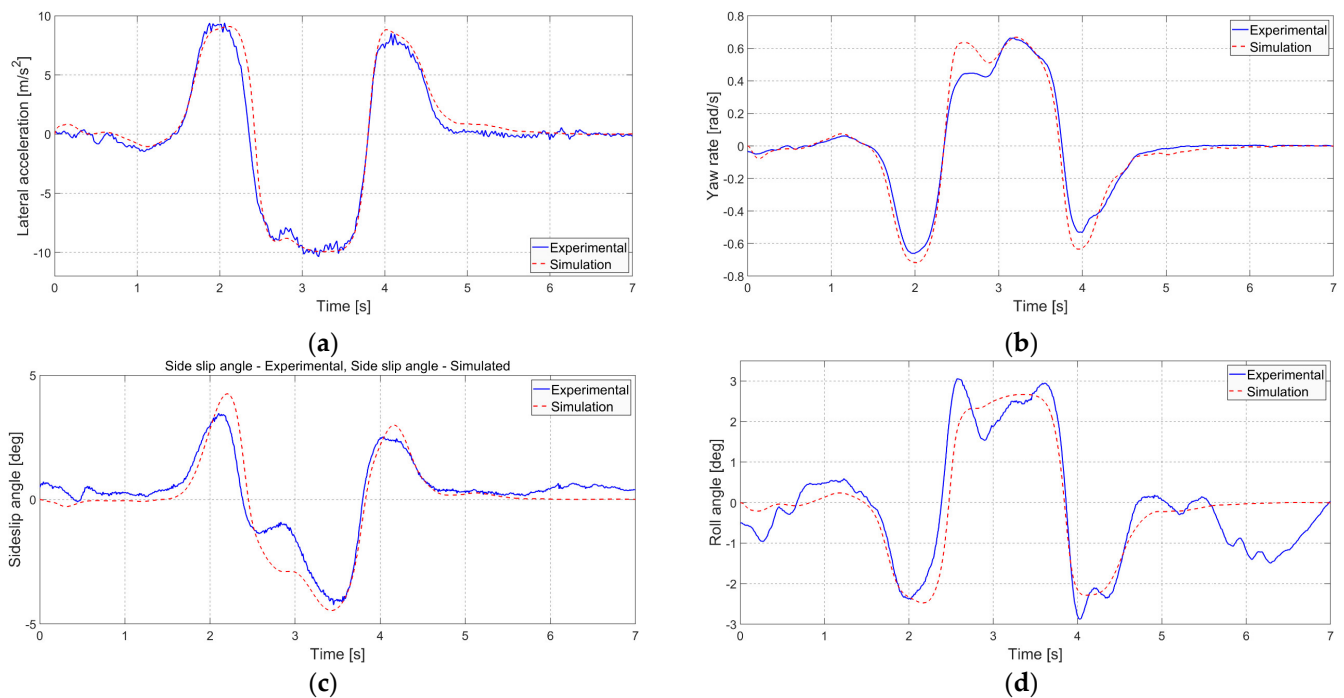 10
5
0
-5
-10
Lateral acceleration [m/s²]
Experimental
Simulation
0 1 2 3 4 5 6 7
Time [s]
(a)
0.8
0.6
0.4
0.2
0
-0.2
-0.4
-0.6
-0.8
Yaw rate [rad/s]
Experimental
Simulation
0 1 2 3 4 5 6 7
Time [s]
(b)
Side slip angle - Experimental, Side slip angle - Simulated
5
0
-5
Sideslip angle [deg]
Experimental
Simulation
0 1 2 3 4 5 6 7
Time [s]
(c)
3
2
1
0
-1
-2
-3
Roll angle [deg]
Experimental
Simulation
0 1 2 3 4 5 6 7
Time [s]
(d)